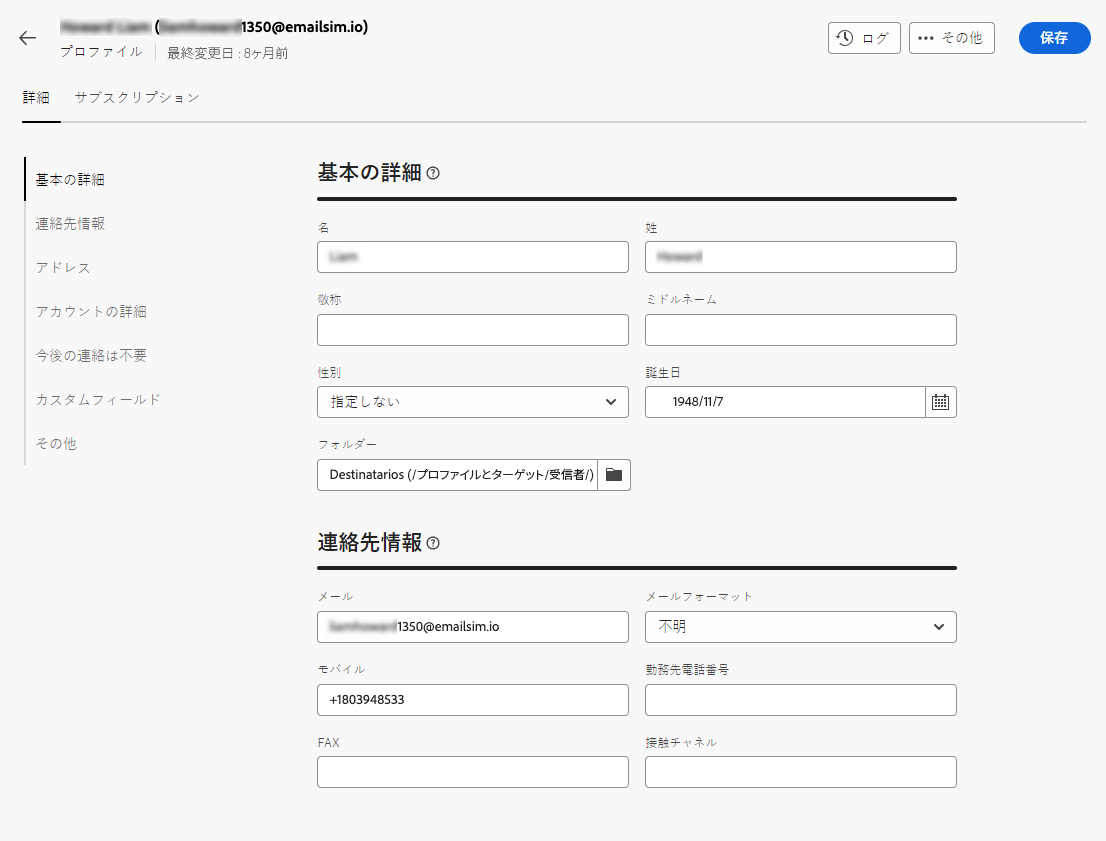 (
1350@emailsim.io)
プロファイル 最終変更日 : 8ヶ月前
ログ
その他
保存
詳細 サブスクリプション
基本の詳細
連絡先情報
アドレス
アカウントの詳細
今後の連絡は不要
カスタムフィールド
その他
基本の詳細
名 姓
敬称 ミドルネーム
性別 誕生日
指定しない 1948/11/7
フォルダー
Destinatarios (/プロファイルとターゲット/受信者/)
連絡先情報
メール メールフォーマット
1350@emailsim.io 不明
モバイル 勤務先電話番号
+1803948533
FAX 接触チャネル